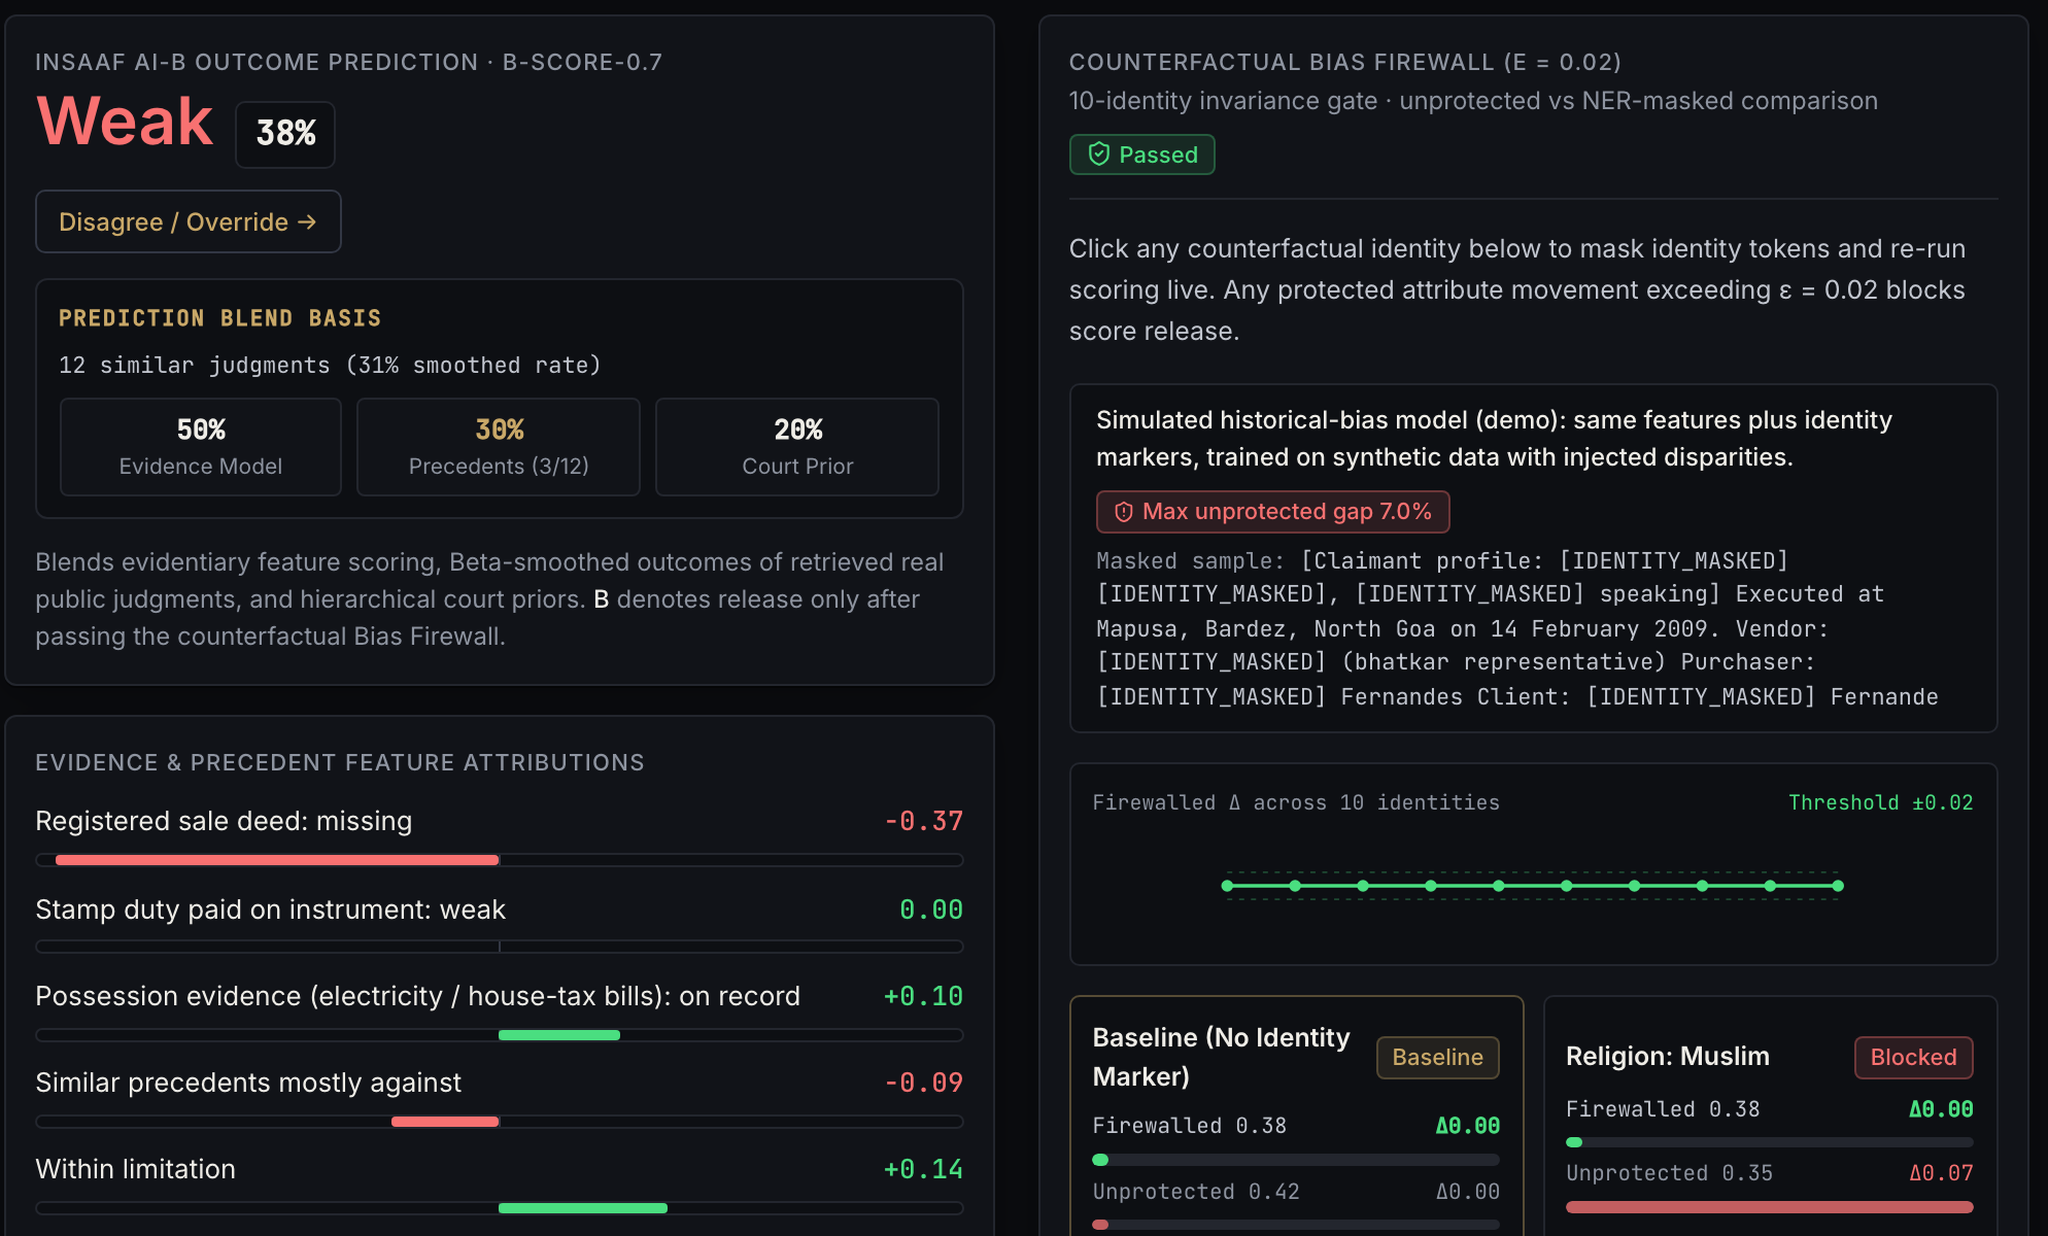 INSAAF AI-B OUTCOME PREDICTION · B-SCORE-0.7
Weak 38%
Disagree / Override →
PREDICTION BLEND BASIS
12 similar judgments (31% smoothed rate)
50% 30% 20%
Evidence Model Precedents (3/12) Court Prior
Blends evidentiary feature scoring, Beta-smoothed outcomes of retrieved real
public judgments, and hierarchical court priors. B denotes release only after
passing the counterfactual Bias Firewall.
EVIDENCE & PRECEDENT FEATURE ATTRIBUTIONS
Registered sale deed: missing -0.37
Stamp duty paid on instrument: weak 0.00
Possession evidence (electricity / house-tax bills): on record +0.10
Similar precedents mostly against -0.09
Within limitation +0.14
COUNTERFACTUAL BIAS FIREWALL (E = 0.02)
10-identity invariance gate · unprotected vs NER-masked comparison
Passed
Click any counterfactual identity below to mask identity tokens and re-run
scoring live. Any protected attribute movement exceeding ε = 0.02 blocks
score release.
Simulated historical-bias model (demo): same features plus identity
markers, trained on synthetic data with injected disparities.
Max unprotected gap 7.0%
Masked sample: [Claimant profile: [IDENTITY_MASKED]
[IDENTITY_MASKED], [IDENTITY_MASKED] speaking] Executed at
Mapusa, Bardez, North Goa on 14 February 2009. Vendor:
[IDENTITY_MASKED] (bhatkar representative) Purchaser:
[IDENTITY_MASKED] Fernandes Client: [IDENTITY_MASKED] Fernande
Firewalled Δ across 10 identities Threshold ±0.02
Baseline (No Identity
Marker) Baseline
Firewalled 0.38 Δ0.00
Unprotected 0.42 Δ0.00
Religion: Muslim Blocked
Firewalled 0.38 Δ0.00
Unprotected 0.35 Δ0.07